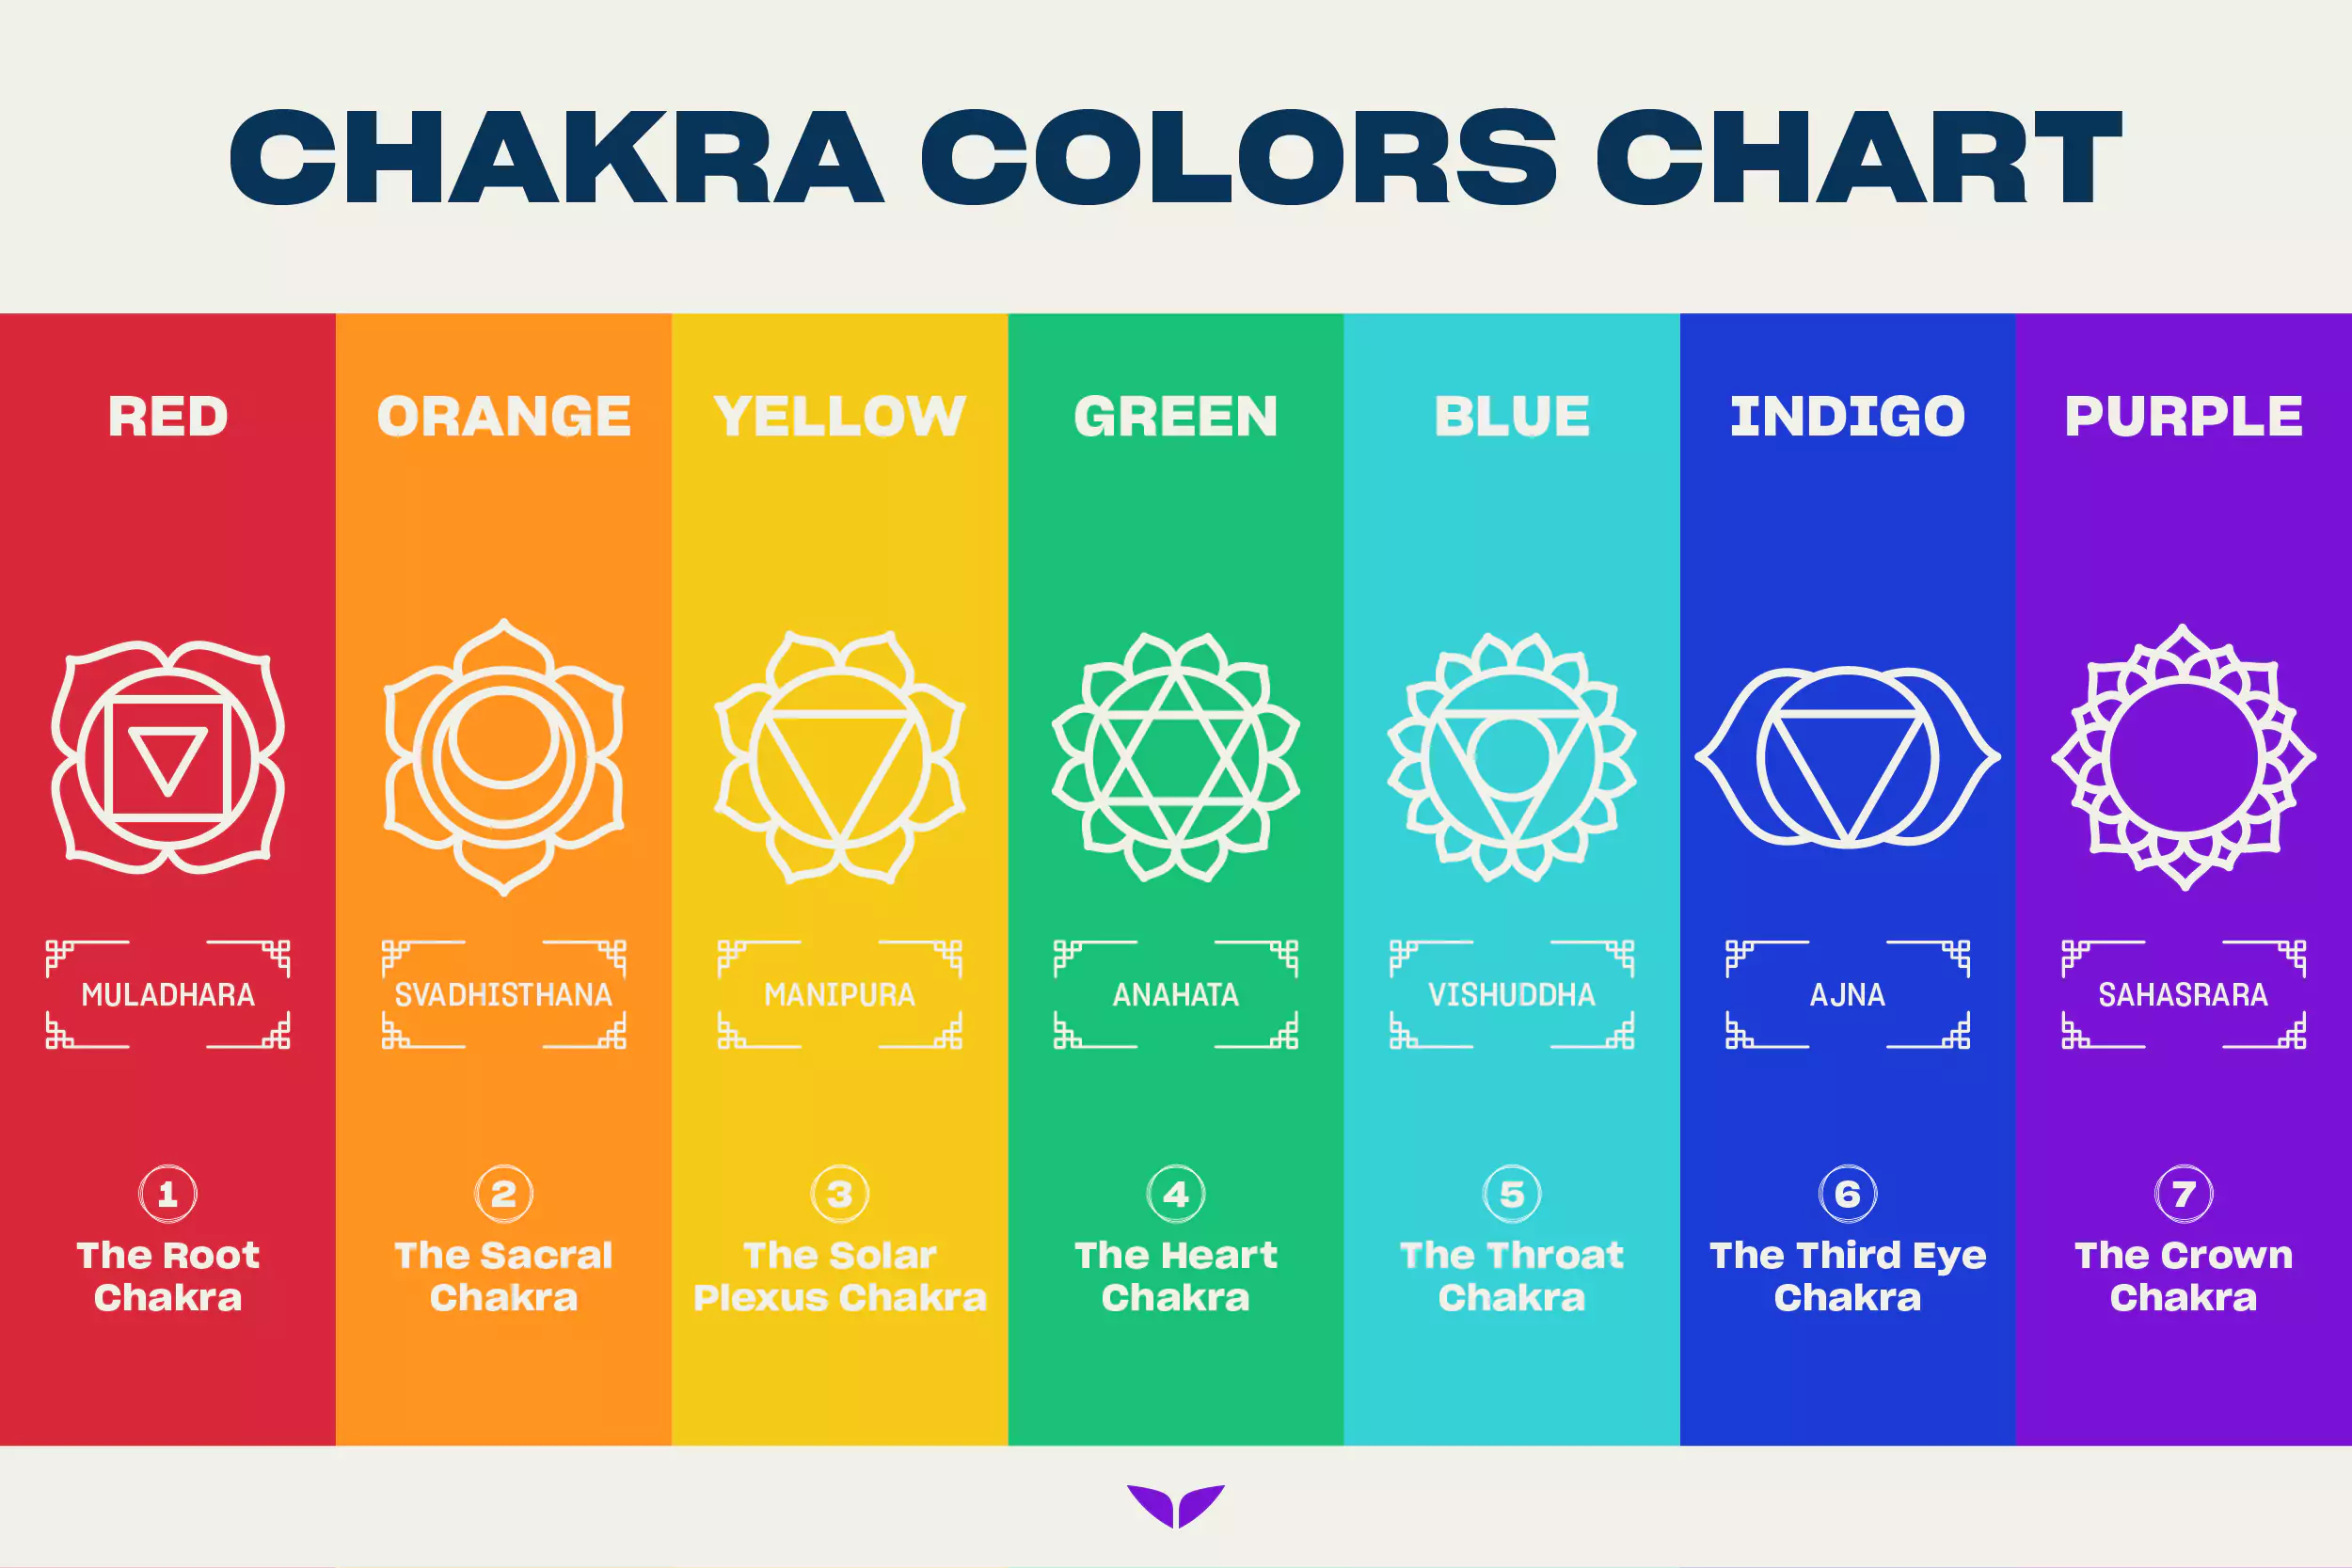 CHAKRA COLORS CHART
RED
ORANGE
YELLOW
GREEN
BLUE
INDIGO
PURPLE
MULADHARA
SVADHISTHANA
MANIPURA
ANAHATA
VISHUDDHA
AJNA
SAHASRARA
1
The Root
Chakra
2
The Sacral
Chakra
3
The Solar
Plexus Chakra
4
The Heart
Chakra
5
The Throat
Chakra
6
The Third Eye
Chakra
7
The Crown
Chakra